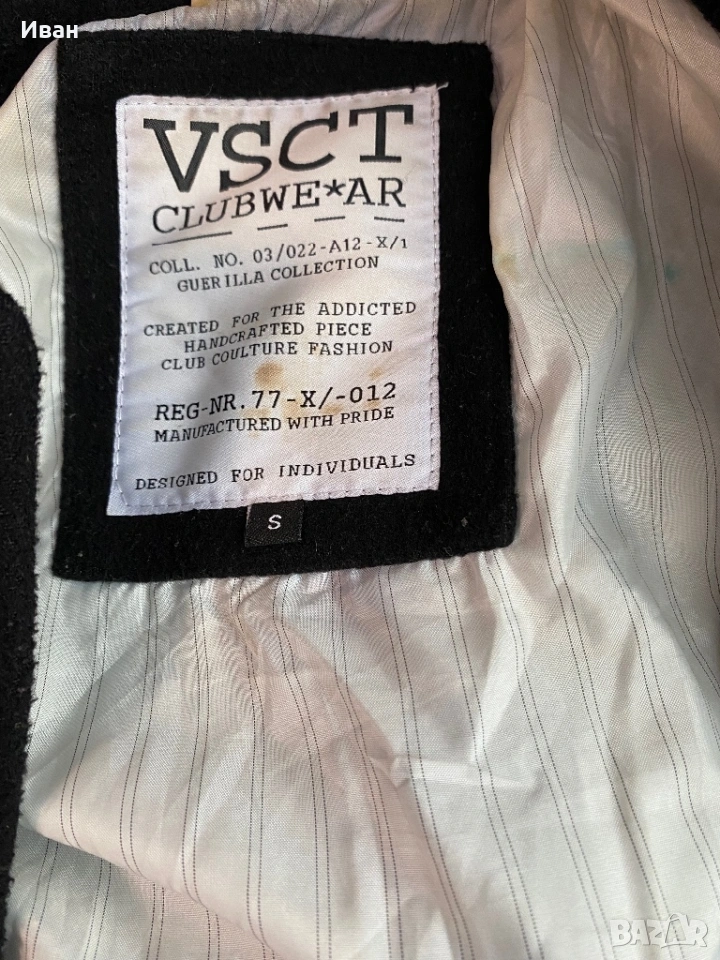 Иван
VSCT
CLUBWE*AR
COLL. NO. 03/022-A12-X/1
GUERILLA COLLECTION
CREATED FOR THE ADDICTED
HANDCRAFTED PIECE
CLUB COULTURE FASHION
REG-NR. 77-X/-012
MANUFACTURED WITH PRIDE
DESIGNED FOR INDIVIDUALS
S
BAZAR